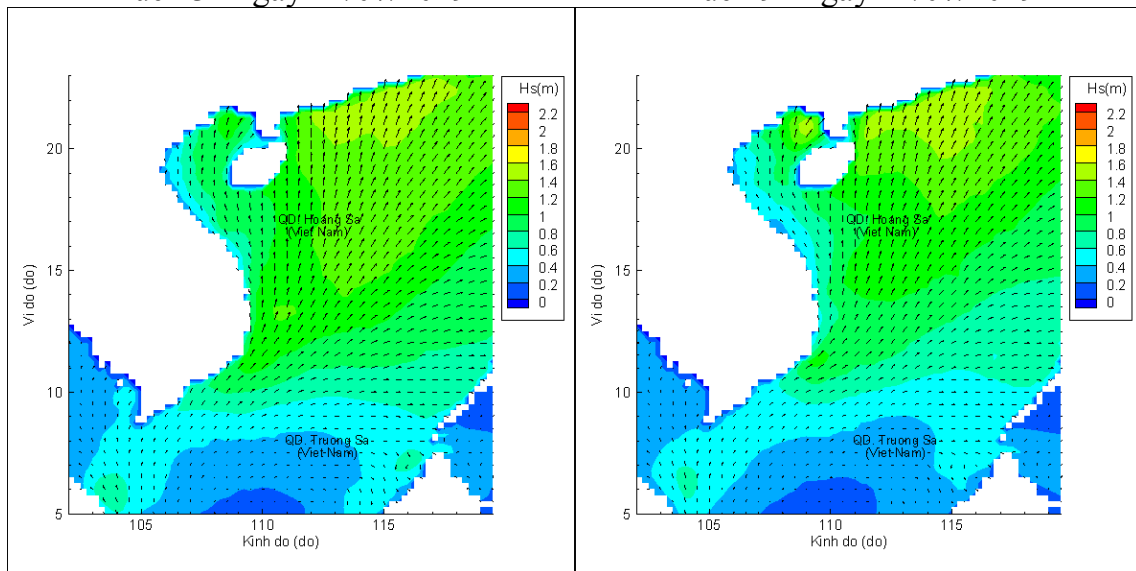 Hs(m)
2.2
2
1.8
1.6
1.4
1.2
1
0.8
0.6
0.4
0.2
0
20
15
10
5
Vi do (do)
QD. Hoang Sa
(Viet Nam)
QD. Truong Sa
(Viet-Nam)
105
110
115
Kinh do (do)
Hs(m)
2.2
2
1.8
1.6
1.4
1.2
1
0.8
0.6
0.4
0.2
0
20
15
10
5
Vi do (do)
QD. Hoang Sa
(Viet Nam)
QD. Truong Sa
(Viet-Nam)
105
110
115
Kinh do (do)